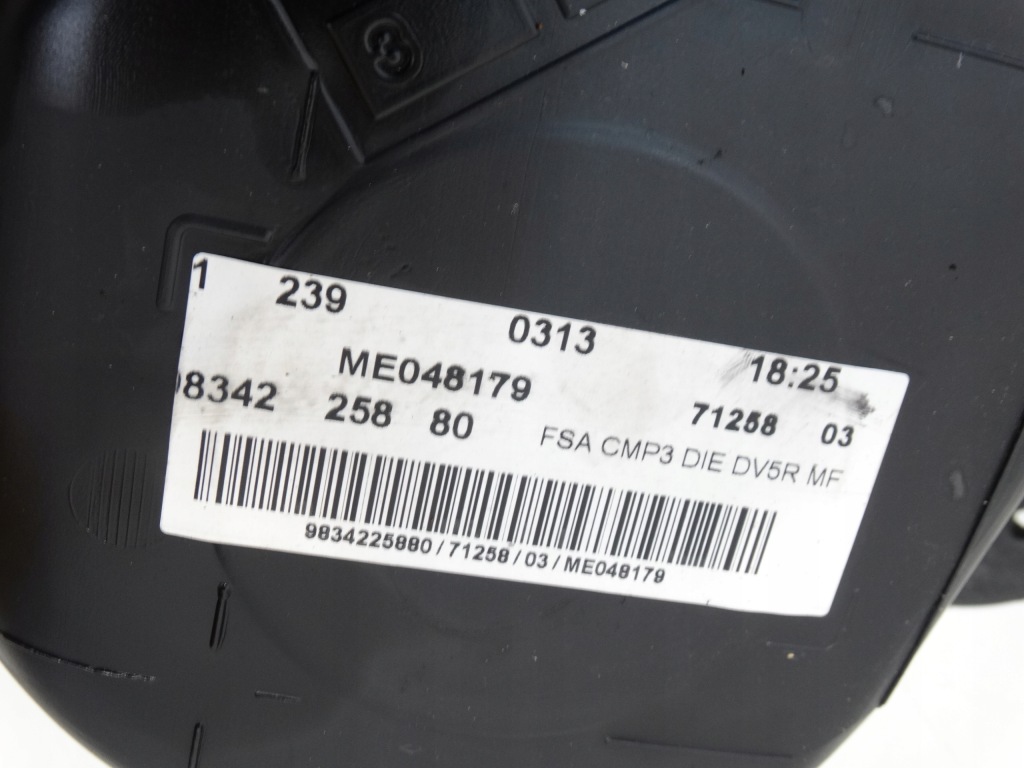 3
1 239 0313 18:25
ME048179 71258 03
98342 258 80 FSA CMP3 DIE DV5R MF
9834225880/71258/03/ME048179